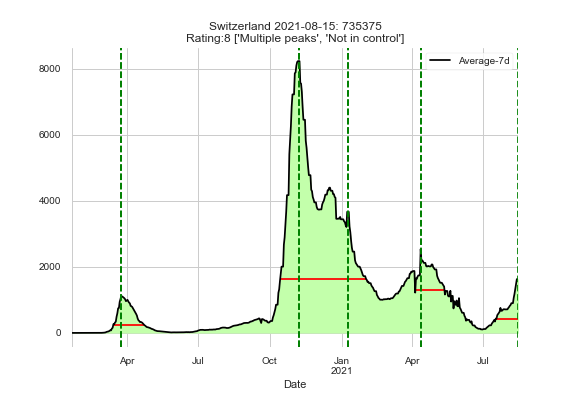 Switzerland 2021-08-15: 735375
Rating:8 ['Multiple peaks', 'Not in control']
Average-7d
8000
6000
4000
2000
0
Apr
Jul
Oct
Jan
2021
Apr
Jul
Date